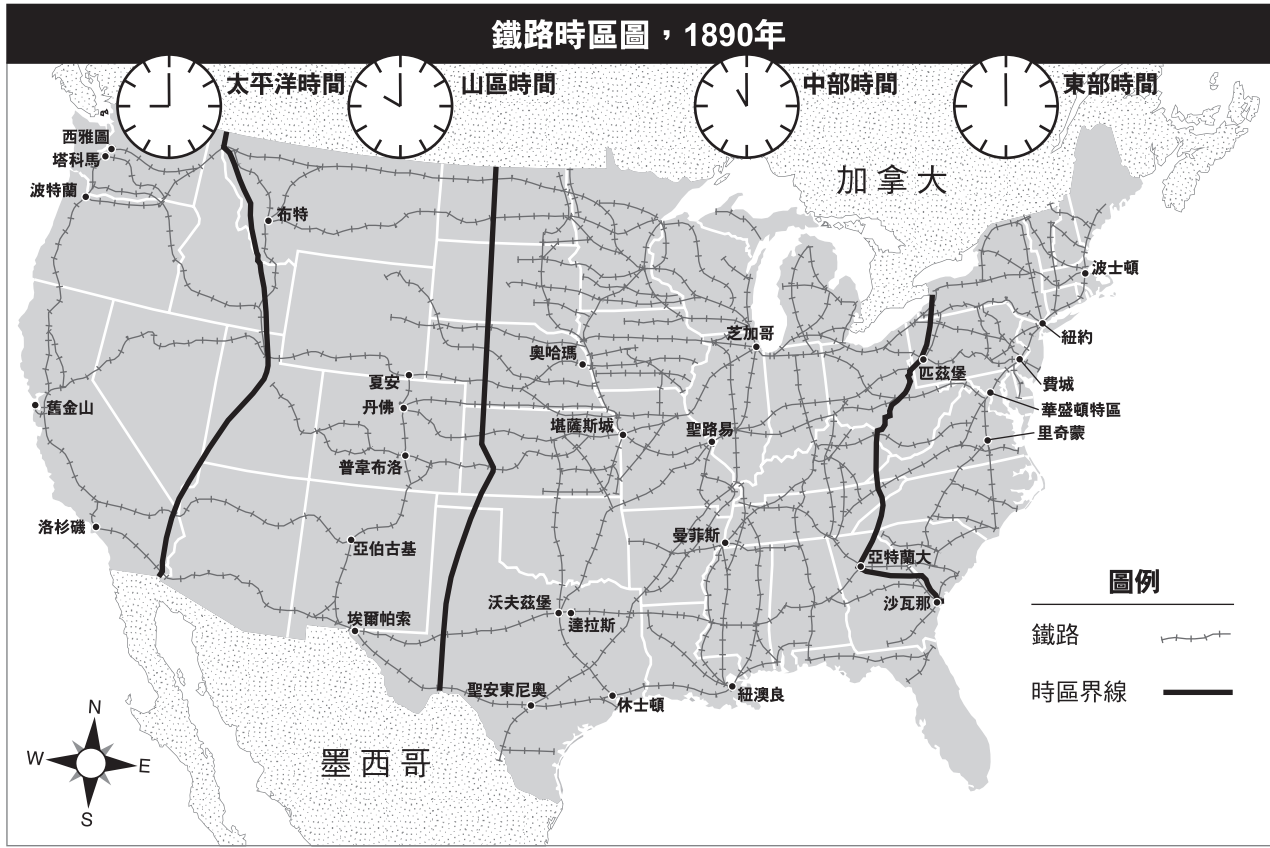 鐵路時區圖，1890年
太平洋時間
山區時間
中部時間
東部時間
西雅圖
塔科馬
波特蘭
布特
加拿大
波士頓
紐約
芝加哥
奧哈瑪
匹茲堡
費城
夏安
丹佛
舊金山
華盛頓特區
堪薩斯城
聖路易
里奇蒙
普韋布洛
洛杉磯
亞伯古基
曼菲斯
亞特蘭大
沃夫茲堡
達拉斯
沙瓦那
埃爾帕索
聖安東尼奧
休士頓
紐澳良
墨西哥
圖例
鐵路
時區界線
N
W
E
S